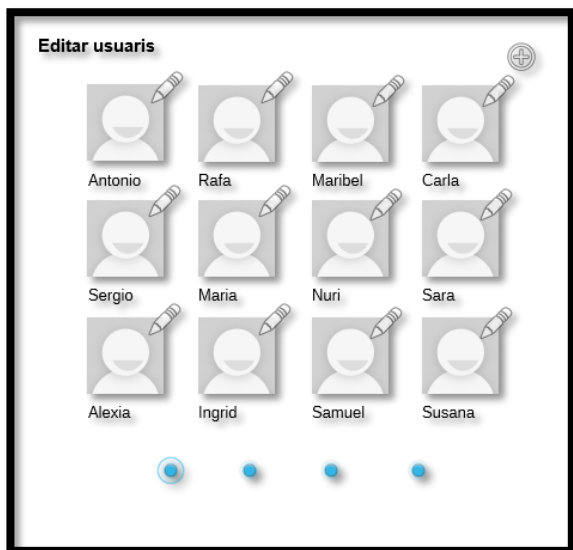 Editar usuaris
Antonio Rafa Maribel Carla
Sergio Maria Nuri Sara
Alexia Ingrid Samuel Susana